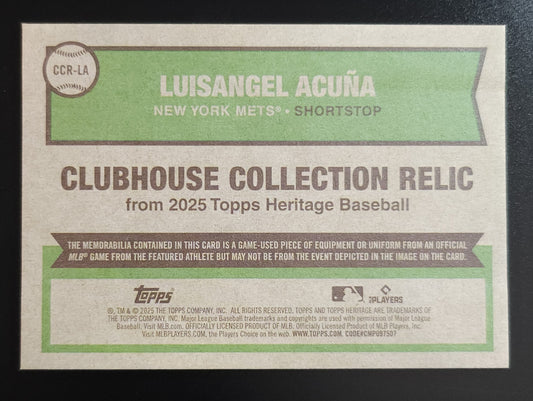 CCR-LA
LUISANGEL ACUÑA
NEW YORK METS® • SHORTSTOP
CLUBHOUSE COLLECTION RELIC
from 2025 Topps Heritage Baseball
THE MEMORABILIA CONTAINED IN THIS CARD IS A GAME-USED PIECE OF EQUIPMENT OR UNIFORM FROM AN OFFICIAL
MLB® GAME FROM THE FEATURED ATHLETE BUT MAY NOT BE FROM THE EVENT DEPICTED IN THE IMAGE ON THE CARD.
TOPPS
PLAYERS
®, TM & © 2025 THE TOPPS COMPANY, INC. ALL RIGHTS RESERVED. TOPPS AND TOPPS HERITAGE ARE TRADEMARKS OF
THE TOPPS COMPANY, INC. Major League Baseball trademarks and copyrights are used with permission of Major League
Baseball. Visit MLB.com. OFFICIALLY LICENSED PRODUCT OF MLB. Officially Licensed Product of MLB Players, Inc.
Visit MLBPLAYERS.com, the Players Choice on the web. WWW.TOPPS.COM. CODE#CMP097507